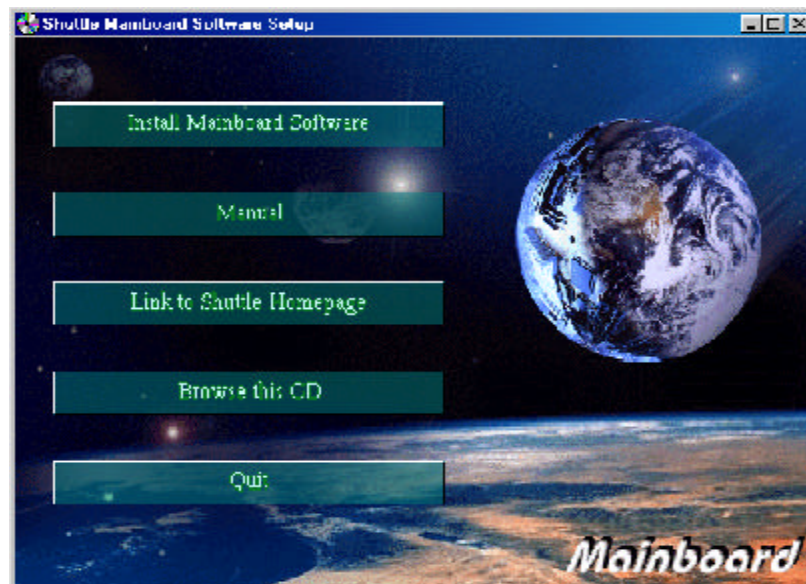 Shuttle Mainboard Software Setup
Install Mainboard Software
Manual
Link to Shuttle Homepage
Browse this CD
Quit
Mainboard